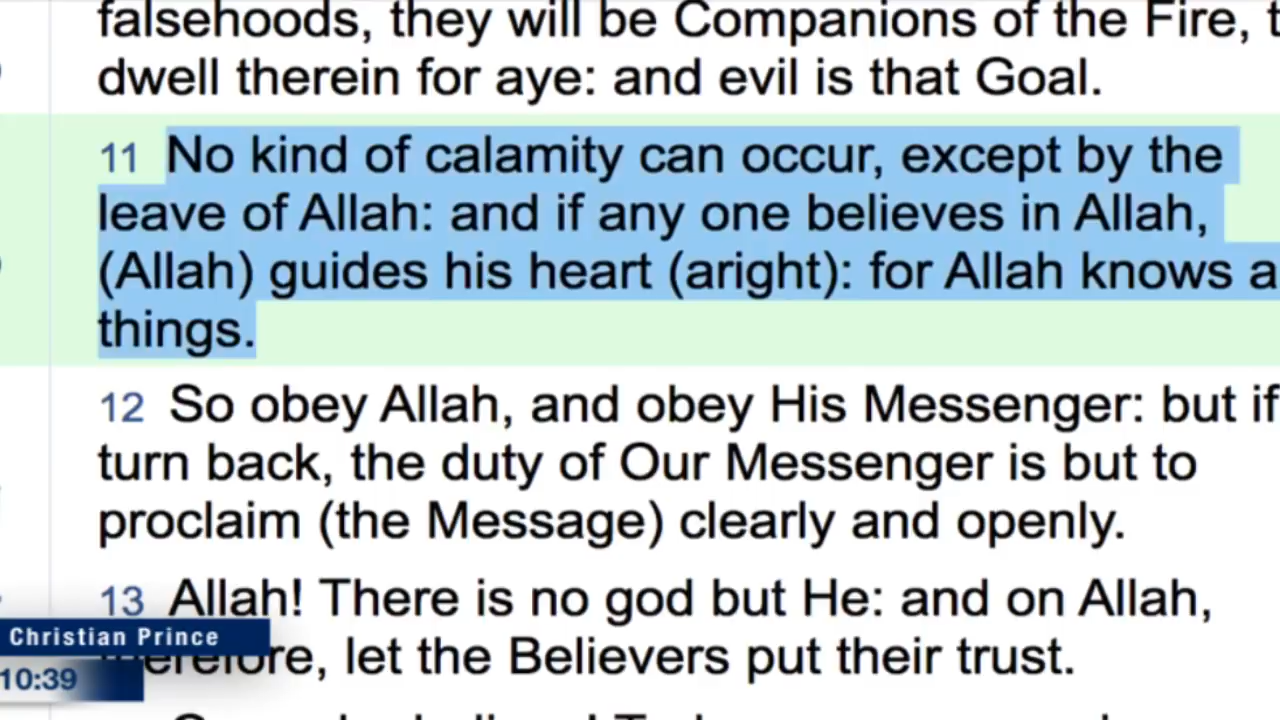 falsehoods, they will be Companions of the Fire, t
dwell therein for aye: and evil is that Goal.
11 No kind of calamity can occur, except by the
leave of Allah: and if any one believes in Allah,
(Allah) guides his heart (aright): for Allah knows a
things.
12 So obey Allah, and obey His Messenger: but if
turn back, the duty of Our Messenger is but to
proclaim (the Message) clearly and openly.
13 Allah! There is no god but He: and on Allah,
therefore, let the Believers put their trust.
Christian Prince
10:39